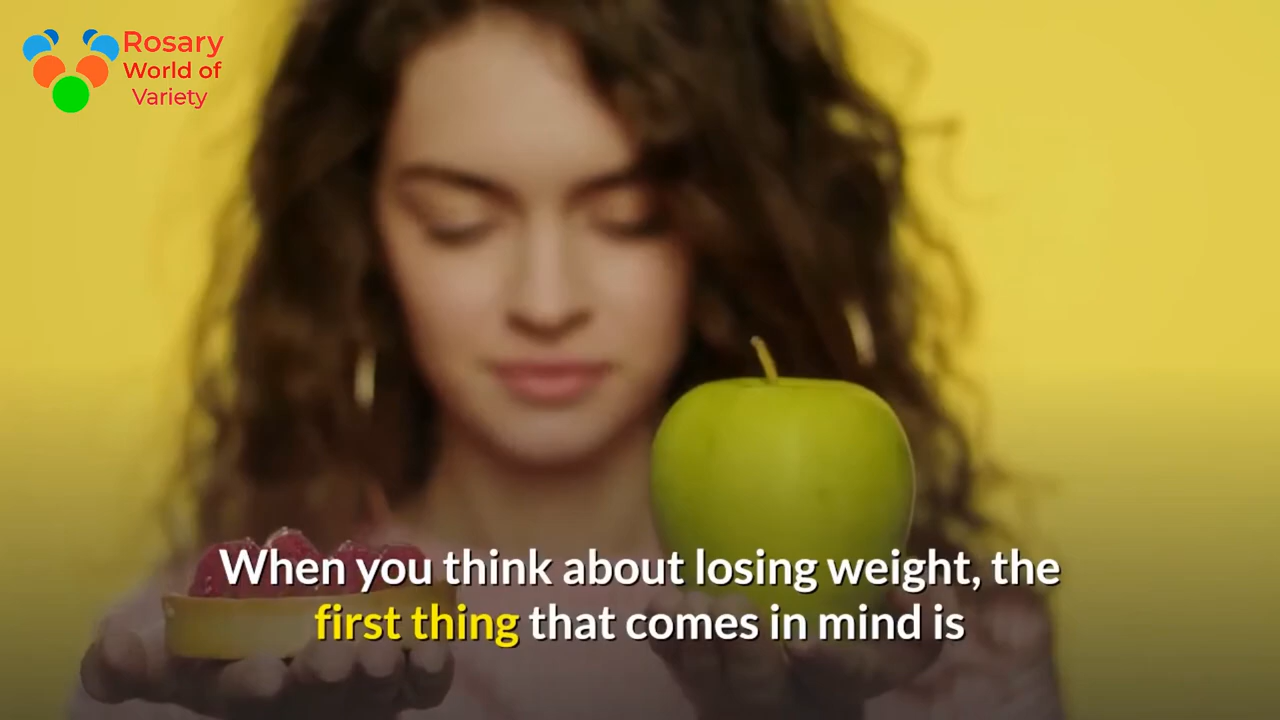 Rosary
World of
Variety
When you think about losing weight, the
first thing that comes in mind is